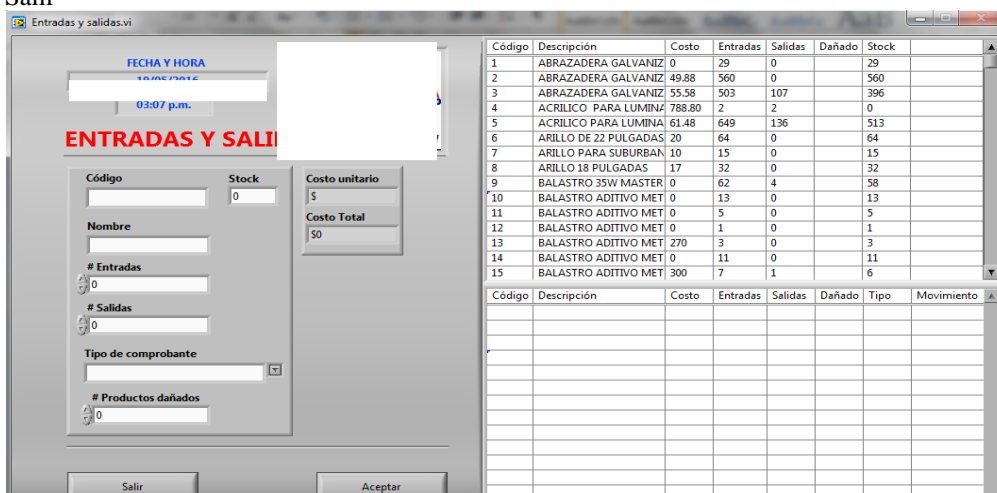 Salir
Entradas y salidas.vi
FECHA Y HORA
19/05/2016
03:07 p.m.
ENTRADAS Y SALI
Código Stock
0
Costo unitario
$
Costo Total
$0
Nombre
# Entradas
0
# Salidas
0
Tipo de comprobante
# Productos dañados
0
Salir Aceptar
Código Descripción Costo Entradas Salidas Dañado Stock
1 ABRAZADERA GALVANIZ 0 29 0 29
2 ABRAZADERA GALVANIZ 49.88 560 0 560
3 ABRAZADERA GALVANIZ 55.58 503 107 396
4 ACRILICO PARA LUMINA 788.80 2 2 0
5 ACRILICO PARA LUMINA 61.48 649 136 513
6 ARILLO DE 22 PULGADAS 20 64 0 64
7 ARILLO PARA SUBURBAN 10 15 0 15
8 ARILLO 18 PULGADAS 17 32 0 32
9 BALASTRO 35W MASTER 0 62 4 58
10 BALASTRO ADITIVO MET 0 13 0 13
11 BALASTRO ADITIVO MET 0 5 0 5
12 BALASTRO ADITIVO MET 0 1 0 1
13 BALASTRO ADITIVO MET 270 3 0 3
14 BALASTRO ADITIVO MET 0 11 0 11
15 BALASTRO ADITIVO MET 300 7 1 6
Código Descripción Costo Entradas Salidas Dañado Tipo Movimiento